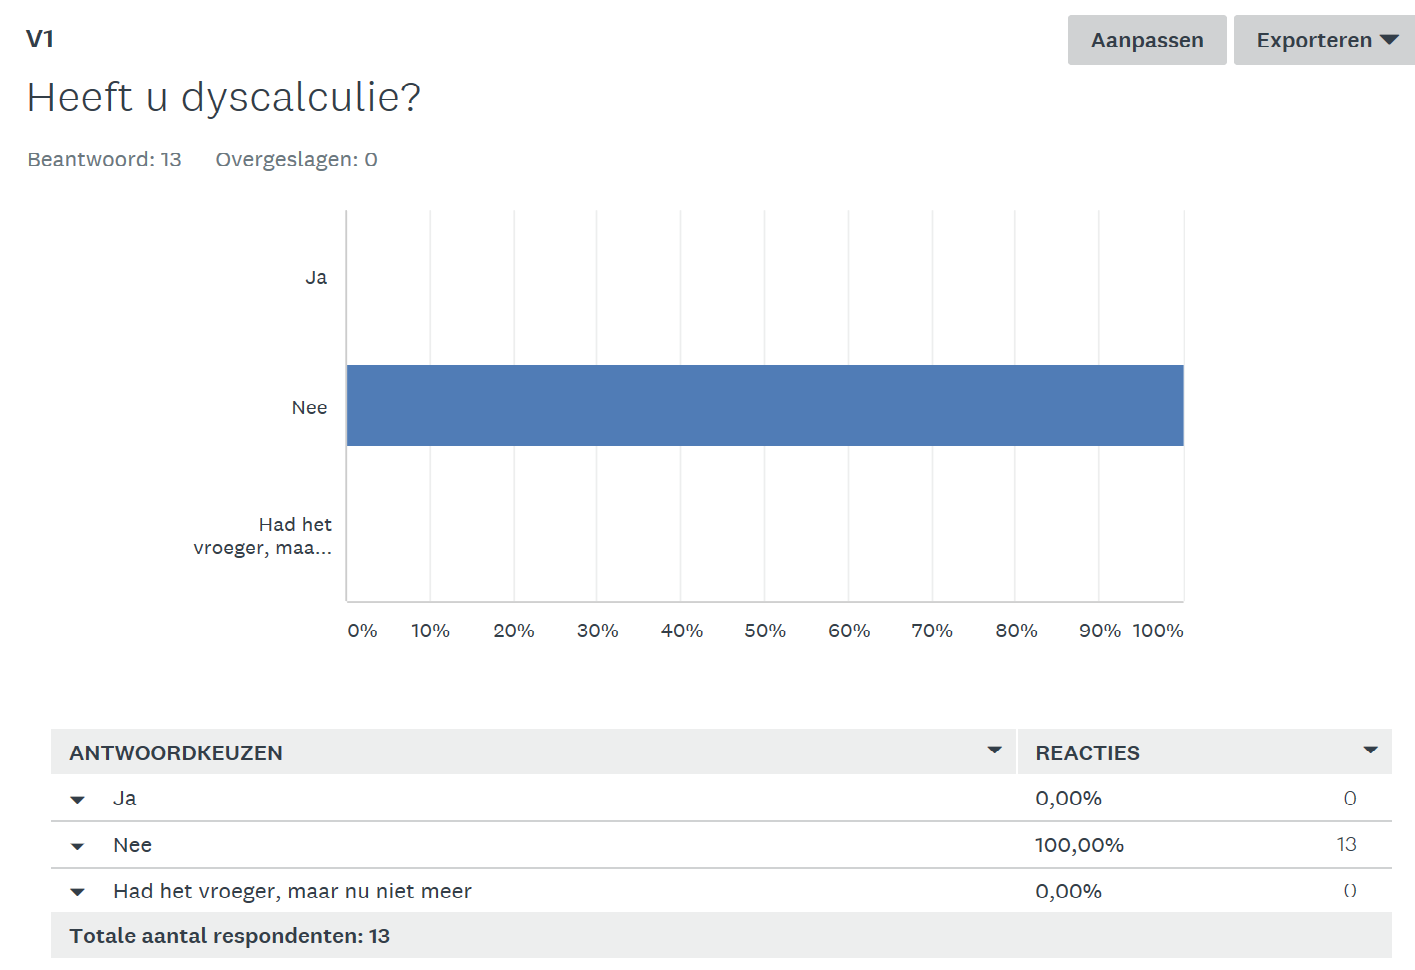 V1
Aanpassen
Exporteren
Heeft u dyscalculie?
Beantwoord: 13 Overgeslagen: 0
Ja
Nee
Had het
vroeger, maa...
0% 10% 20% 30% 40% 50% 60% 70% 80% 90% 100%
ANTWOORDKEUZEN REACTIES
Ja 0,00% 0
Nee 100,00% 13
Had het vroeger, maar nu niet meer 0,00% 0
Totale aantal respondenten: 13